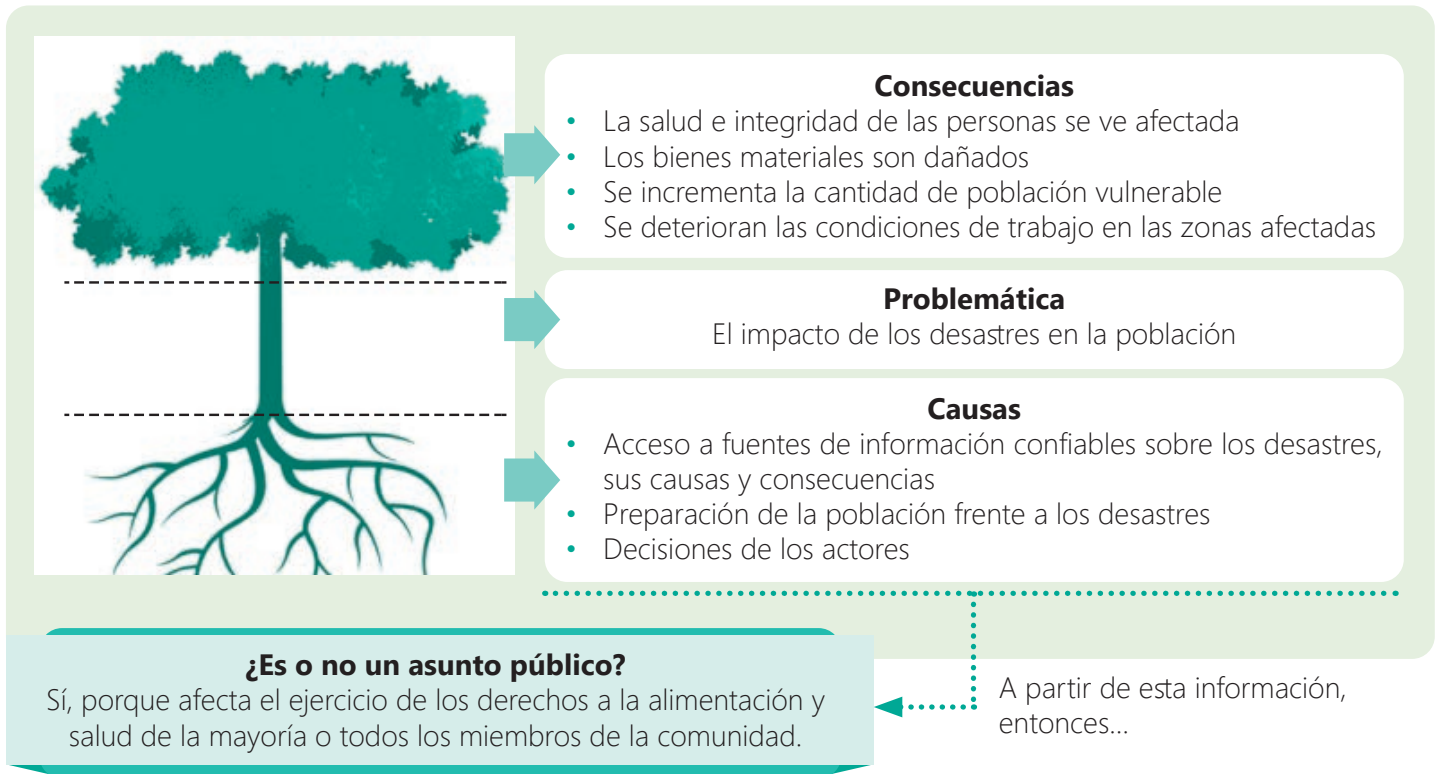 Consecuencias
• La salud e integridad de las personas se ve afectada
• Los bienes materiales son dañados
• Se incrementa la cantidad de población vulnerable
• Se deterioran las condiciones de trabajo en las zonas afectadas
Problemática
El impacto de los desastres en la población
Causas
• Acceso a fuentes de información confiables sobre los desastres,
sus causas y consecuencias
• Preparación de la población frente a los desastres
• Decisiones de los actores
A partir de esta información,
entonces...
¿Es o no un asunto público?
Sí, porque afecta el ejercicio de los derechos a la alimentación y
salud de la mayoría o todos los miembros de la comunidad.